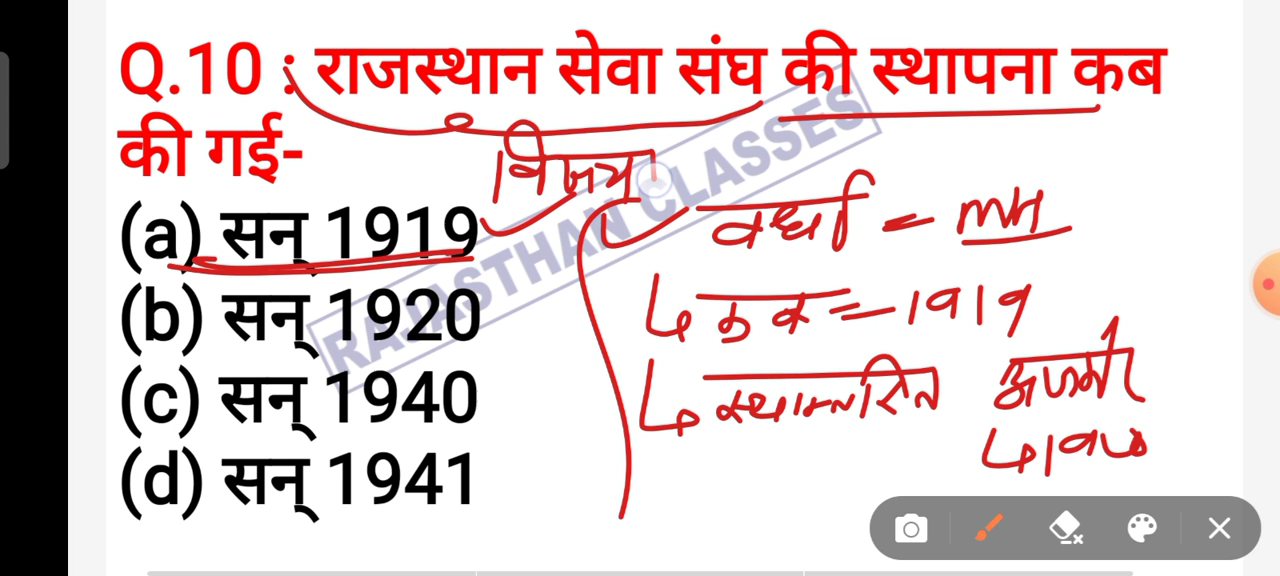 Q.10 : राजस्थान सेवा संघ की स्थापना कब
की गई-
(a) सन् 1919
(b) सन् 1920
(c) सन् 1940
(d) सन् 1941
RAJASTHAN CLASSES
वर्धा = MH
कब = 1919
स्थानान्तरित अजमेर